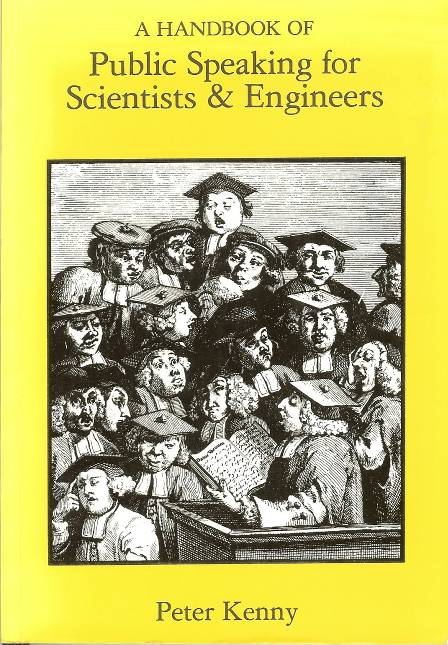 A HANDBOOK OF
Public Speaking for
Scientists & Engineers
Peter Kenny